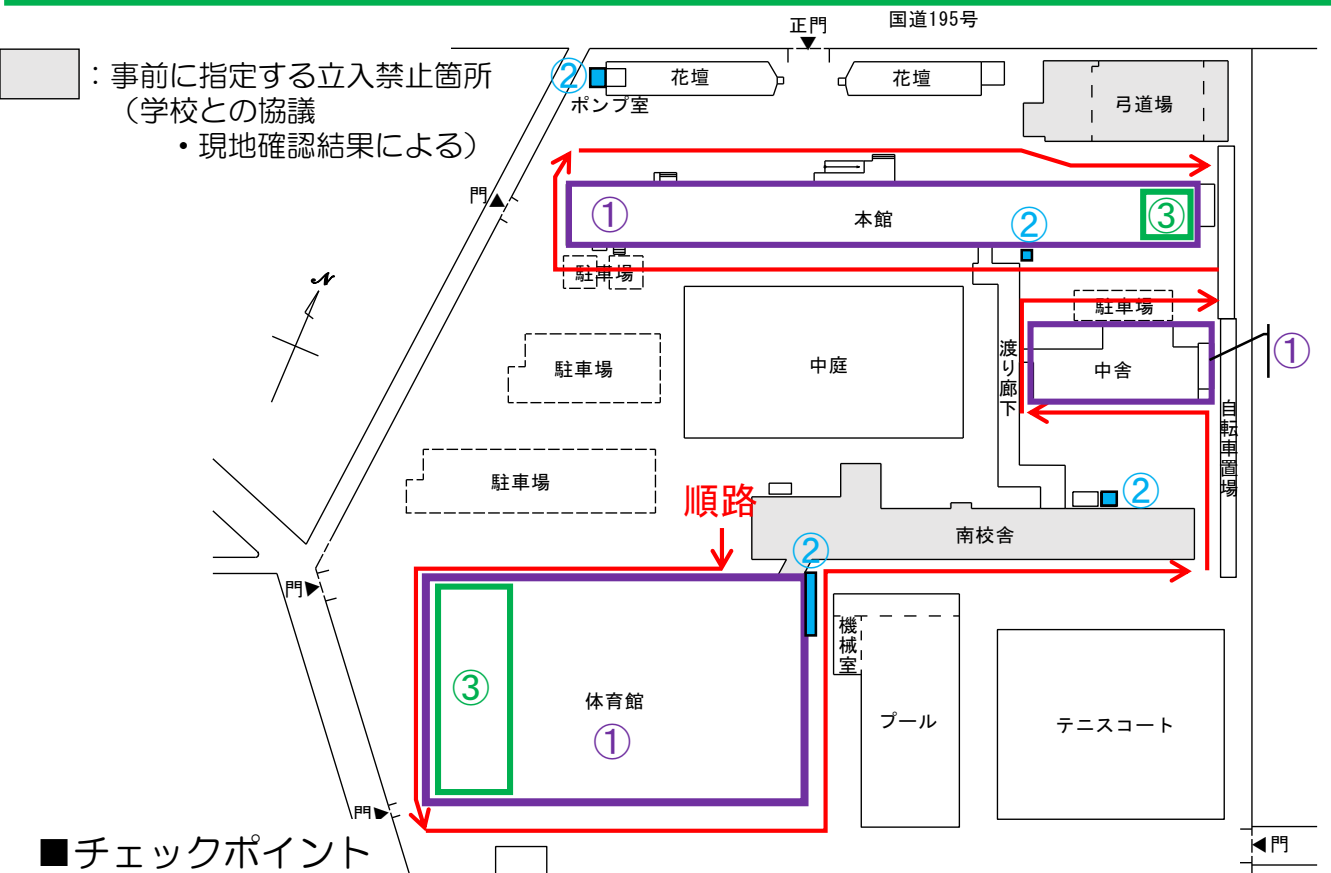 国道195号
正門
：事前に指定する立入禁止箇所
（学校との協議
・現地確認結果による）
②
ポンプ室
花壇
花壇
弓道場
門
①
本館
②
③
駐車場
N
駐車場
駐車場
中庭
渡り廊下
中舎
①
自転車置場
駐車場
順路
②
南校舎
②
門
機械室
③
体育館
①
プール
テニスコート
門
門
■チェックポイント